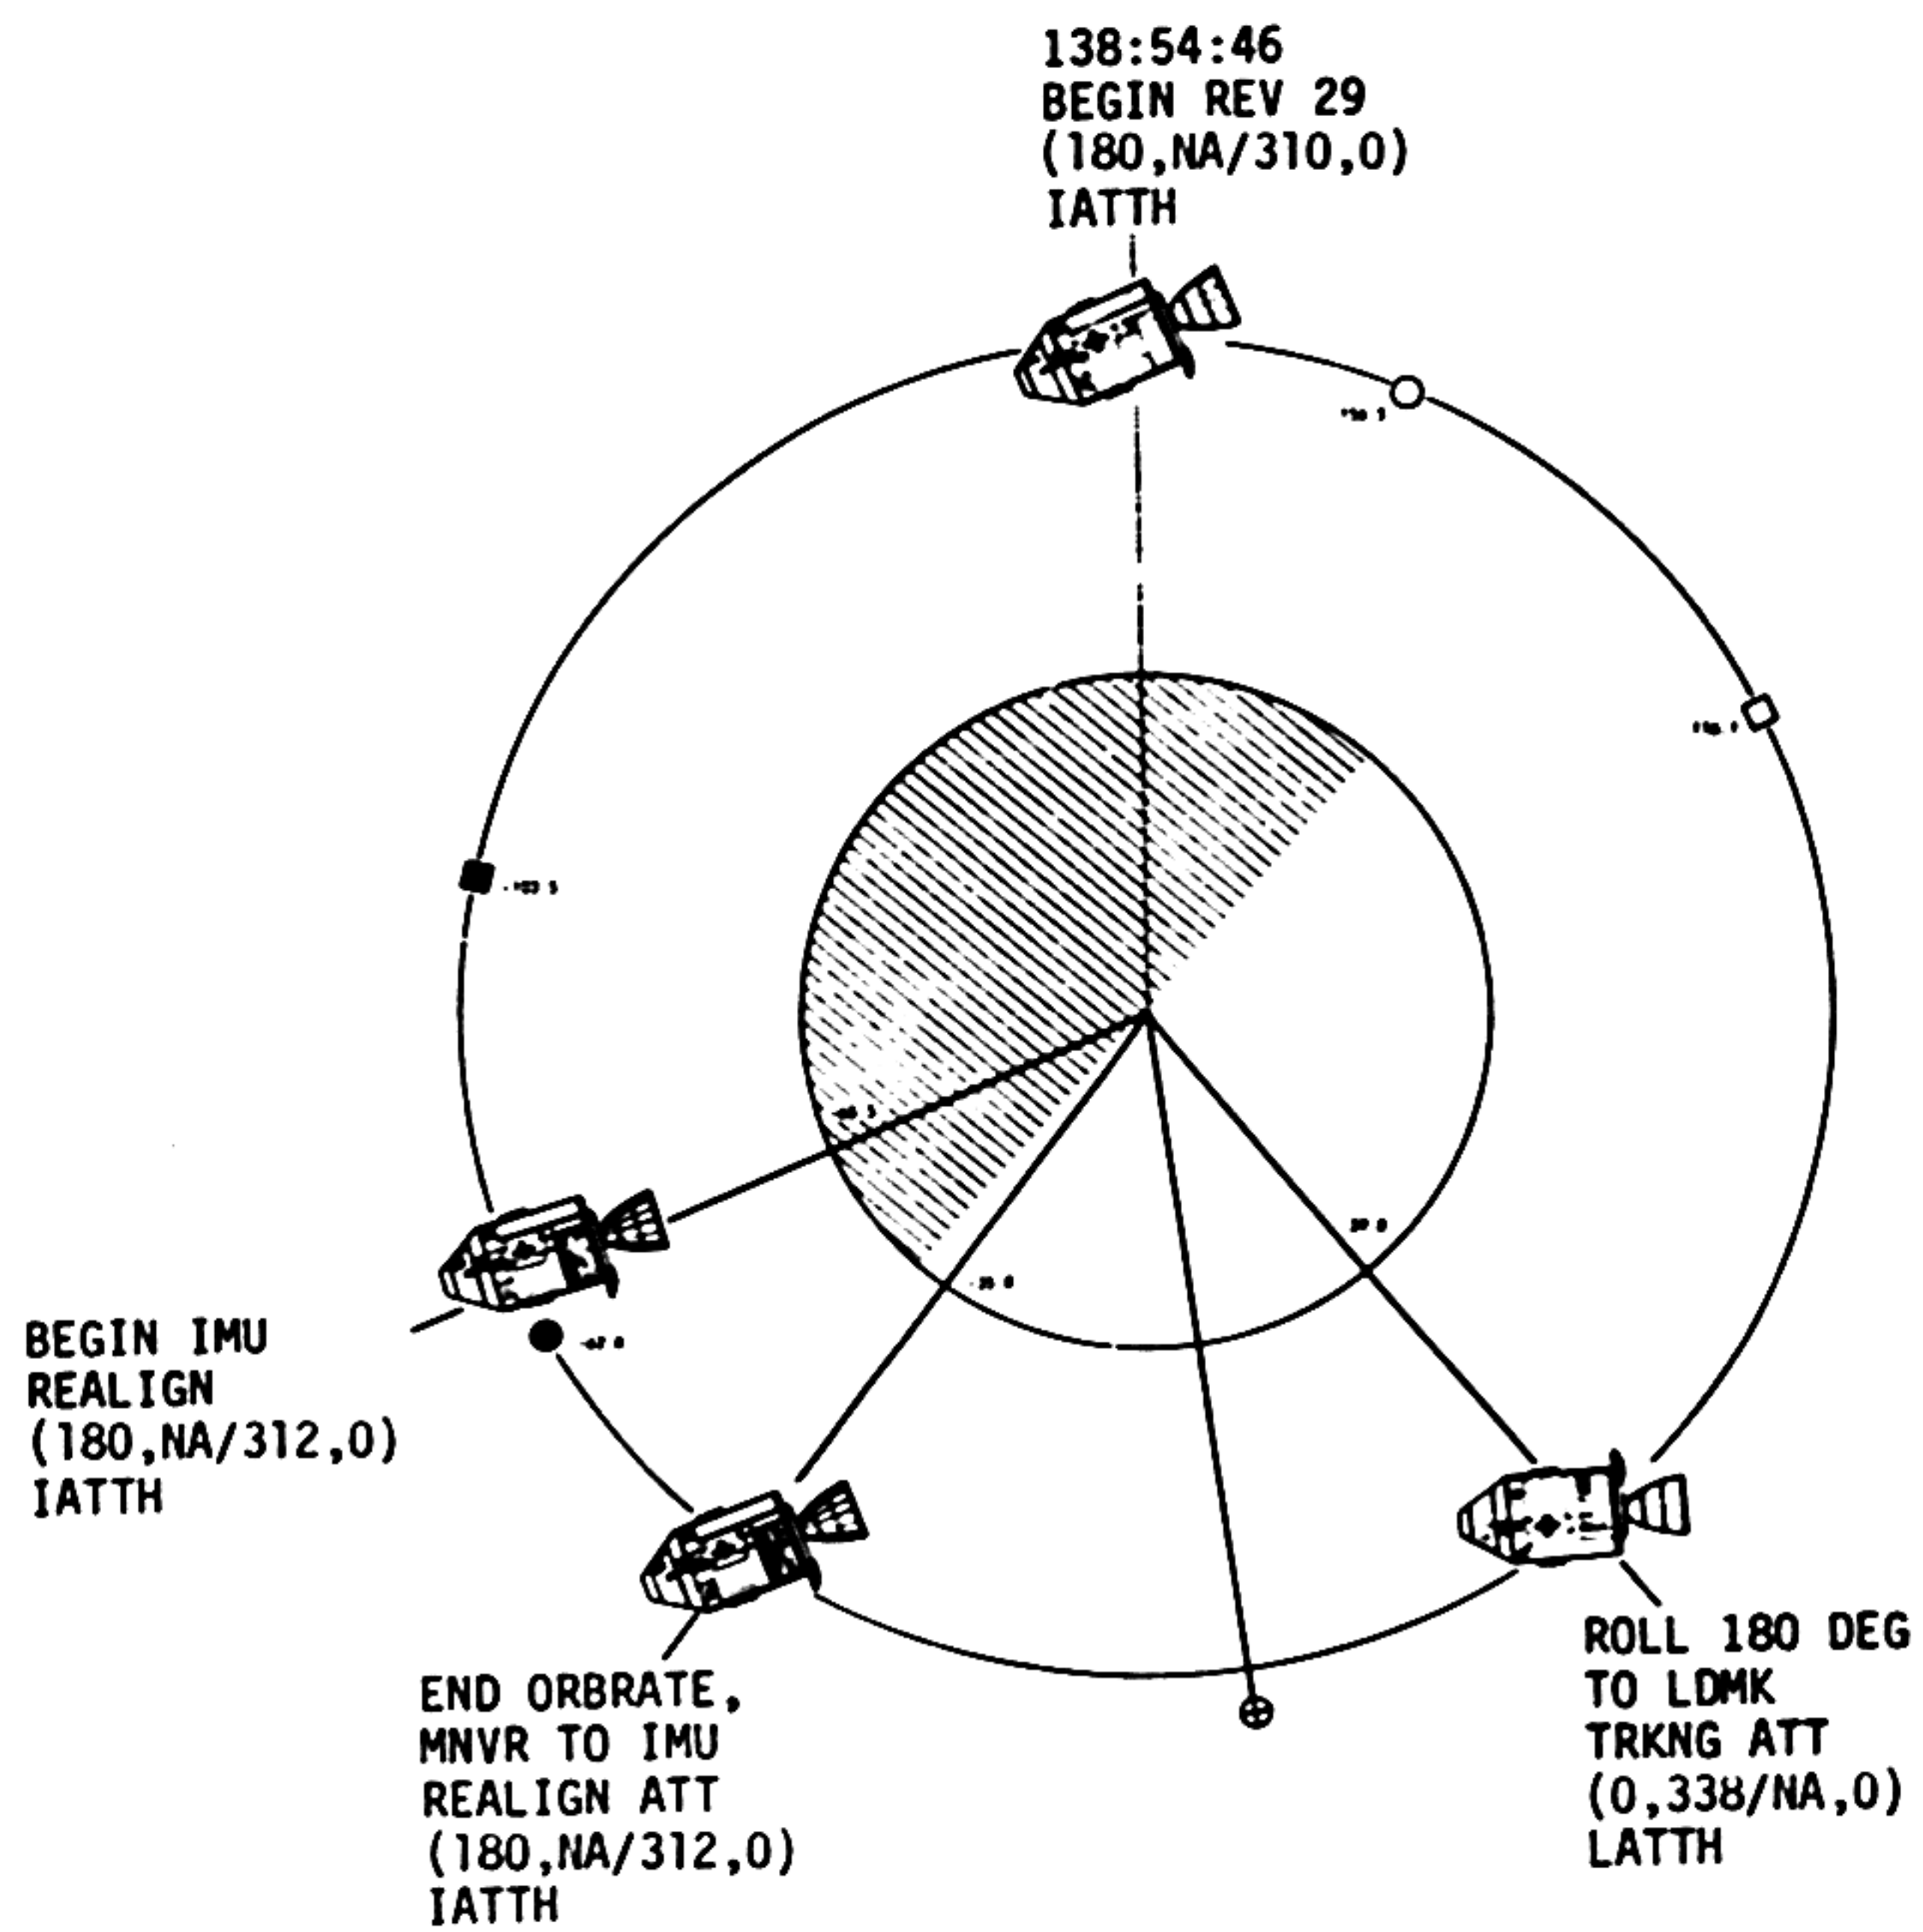 138:54:46
BEGIN REV 29
(180,NA/310,0)
IATTH
BEGIN IMU
REALIGN
(180,NA/312,0)
IATTH
END ORBRATE,
MNVR TO IMU
REALIGN ATT
(180,NA/312,0)
IATTH
ROLL 180 DEG
TO LDMK
TRKNG ATT
(0,338/NA,0)
LATTH